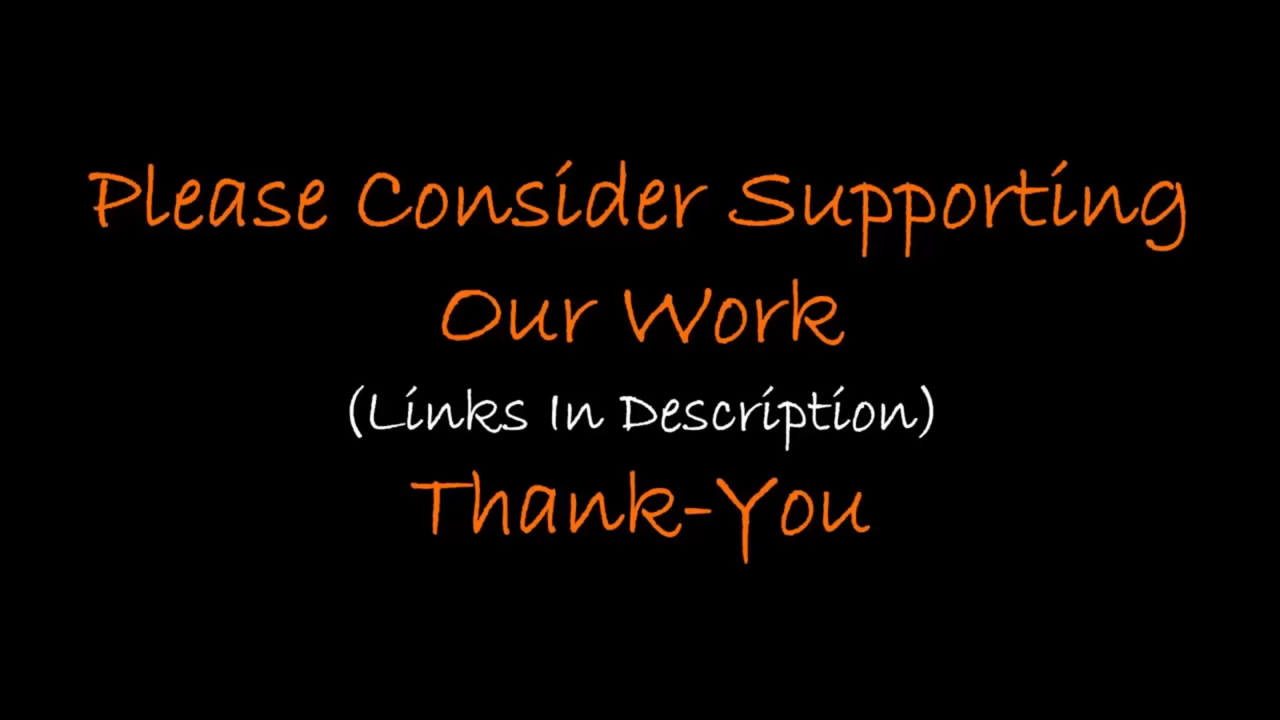 Please Consider Supporting
Our Work
(Links In Description)
Thank-You